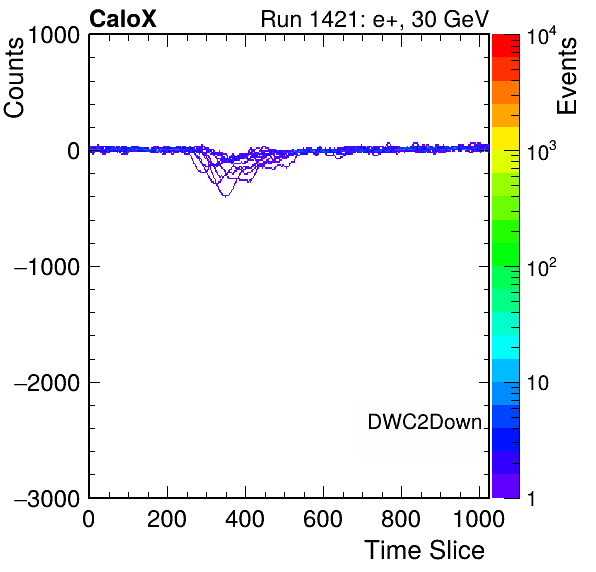 CaloX Run 1421: e+, 30 GeV
Counts
Events
1000
0
−1000
−2000
−3000
0 200 400 600 800 1000
Time Slice
DWC2Down
10⁴
10³
10²
10
1